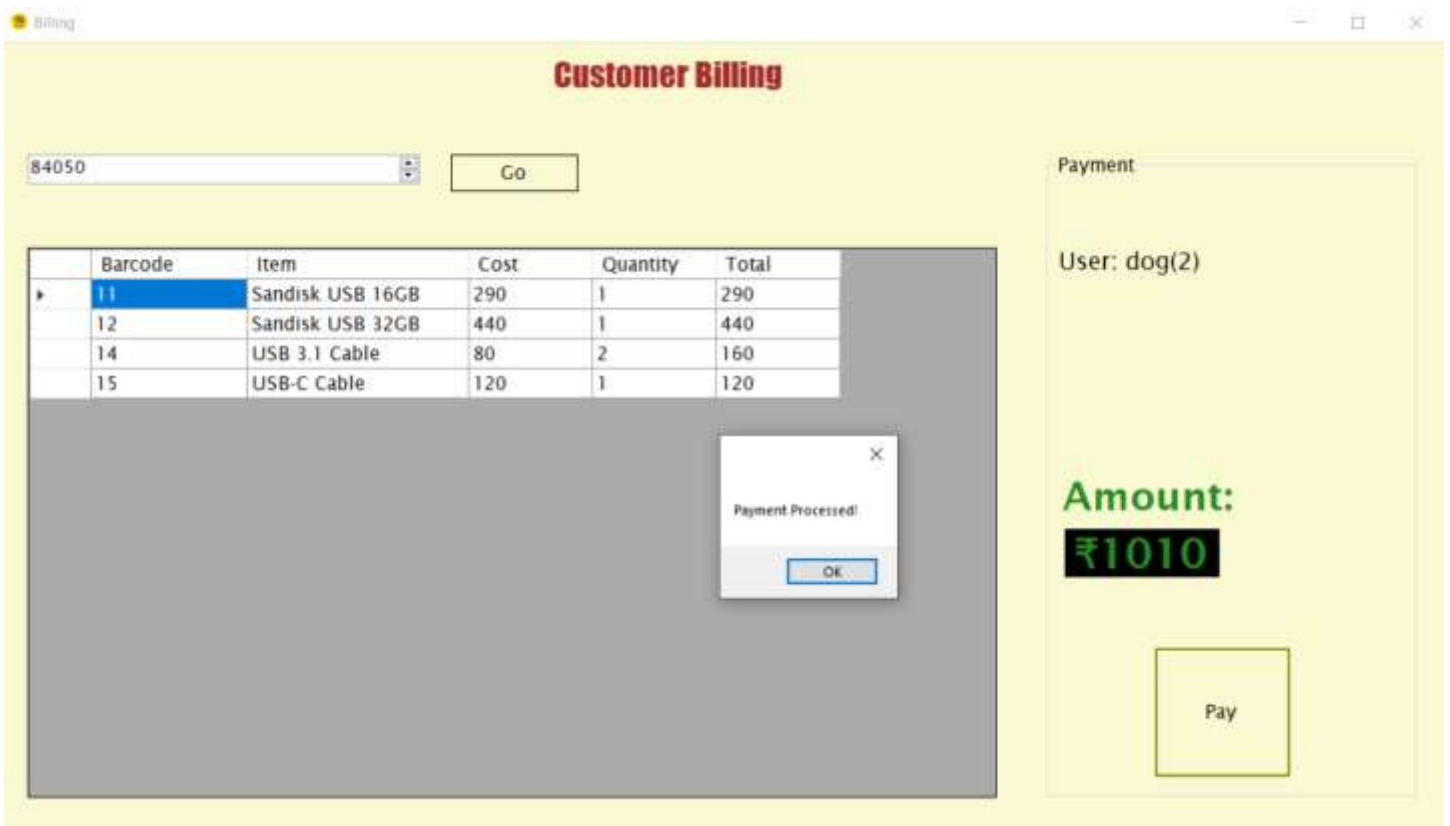 Billing
Customer Billing
84050
Go
Payment
Barcode Item Cost Quantity Total
11 Sandisk USB 16GB 290 1 290
12 Sandisk USB 32GB 440 1 440
14 USB 3.1 Cable 80 2 160
15 USB-C Cable 120 1 120
User: dog(2)
Payment Processed!
OK
Amount:
₹1010
Pay